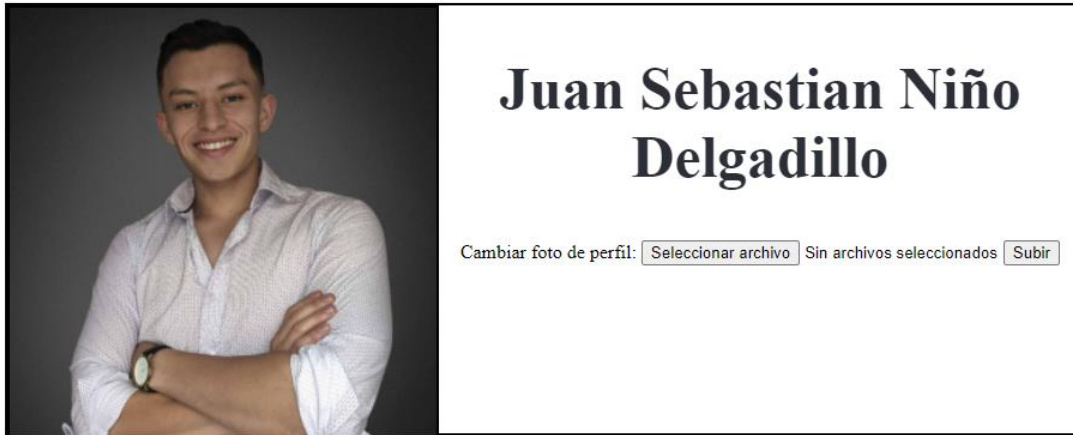 Juan Sebastian Niño
Delgadillo
Cambiar foto de perfil: Seleccionar archivo Sin archivos seleccionados Subir